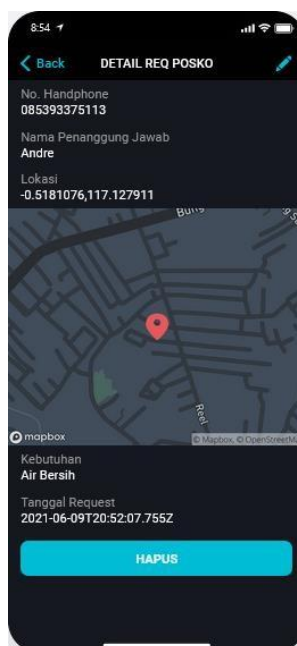 8:54
Back
DETAIL REQ POSKO
No. Handphone
085393375113
Nama Penanggung Jawab
Andre
Lokasi
-0.5181076,117.127911
Reel
mapbox
© Mapbox, © OpenStreetM
Kebutuhan
Air Bersih
Tanggal Request
2021-06-09T20:52:07.755Z
HAPUS